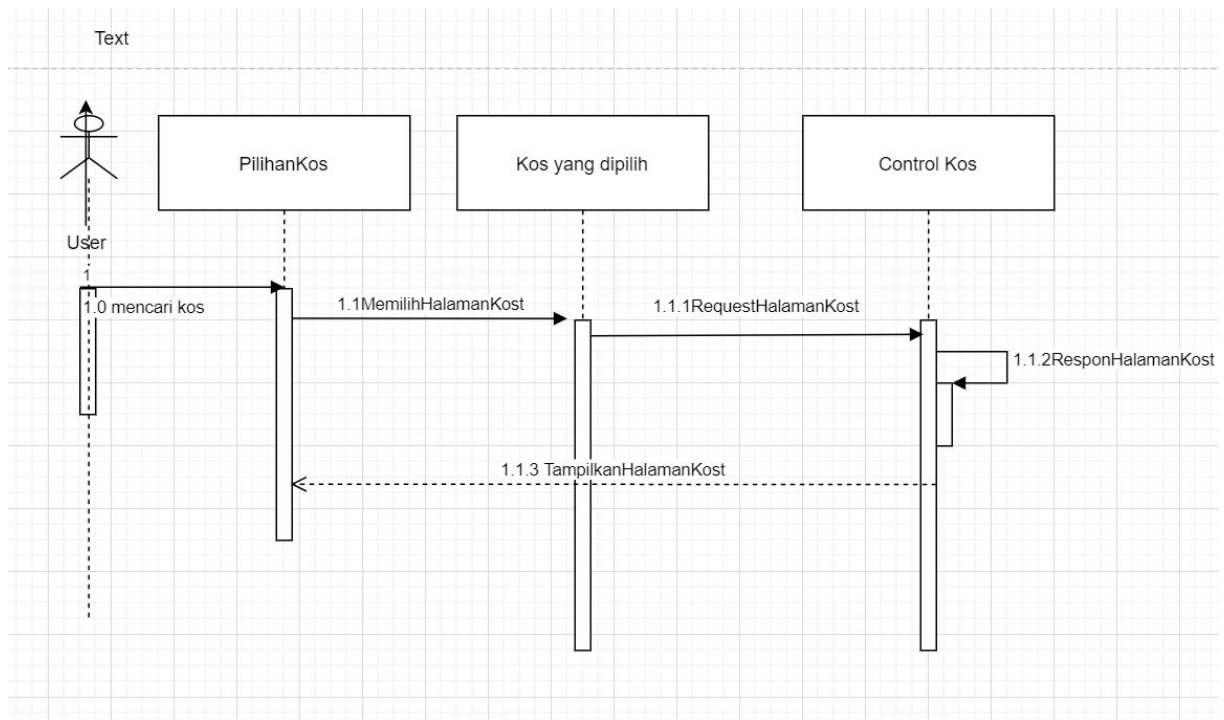 Text
PilihanKos
Kos yang dipilih
Control Kos
User
1
1.0 mencari kos
1.1MemilihHalamanKost
1.1.1RequestHalamanKost
1.1.2ResponHalamanKost
1.1.3 TampilkanHalamanKost